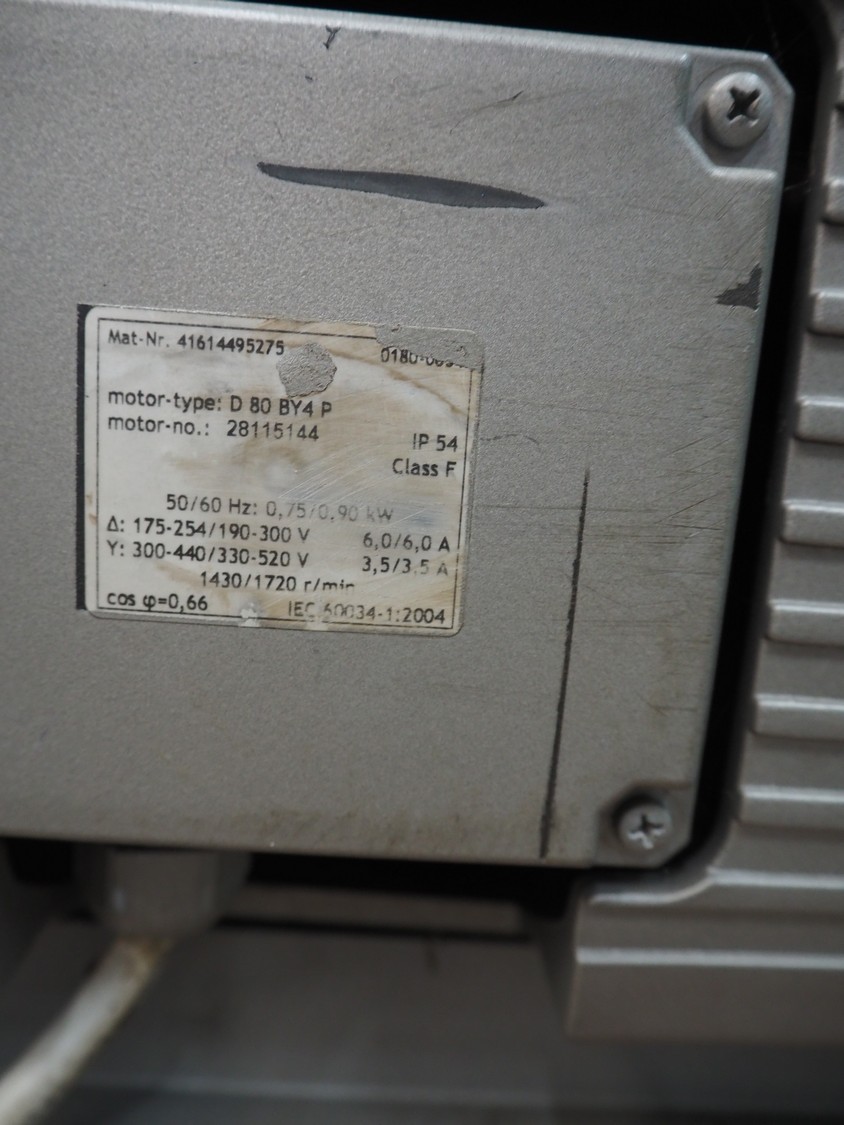 Mat-Nr. 41614495275
motor-type: D 80 BY4 P
motor-no.: 28115144
IP 54
Class F
50/60 Hz: 0,75/0,90 kW
Δ: 175-254/190-300 V 6,0/6,0 A
Y: 300-440/330-520 V 3,5/3,5 A
1430/1720 r/min
cos φ=0,66 IEC 60034-1:2004